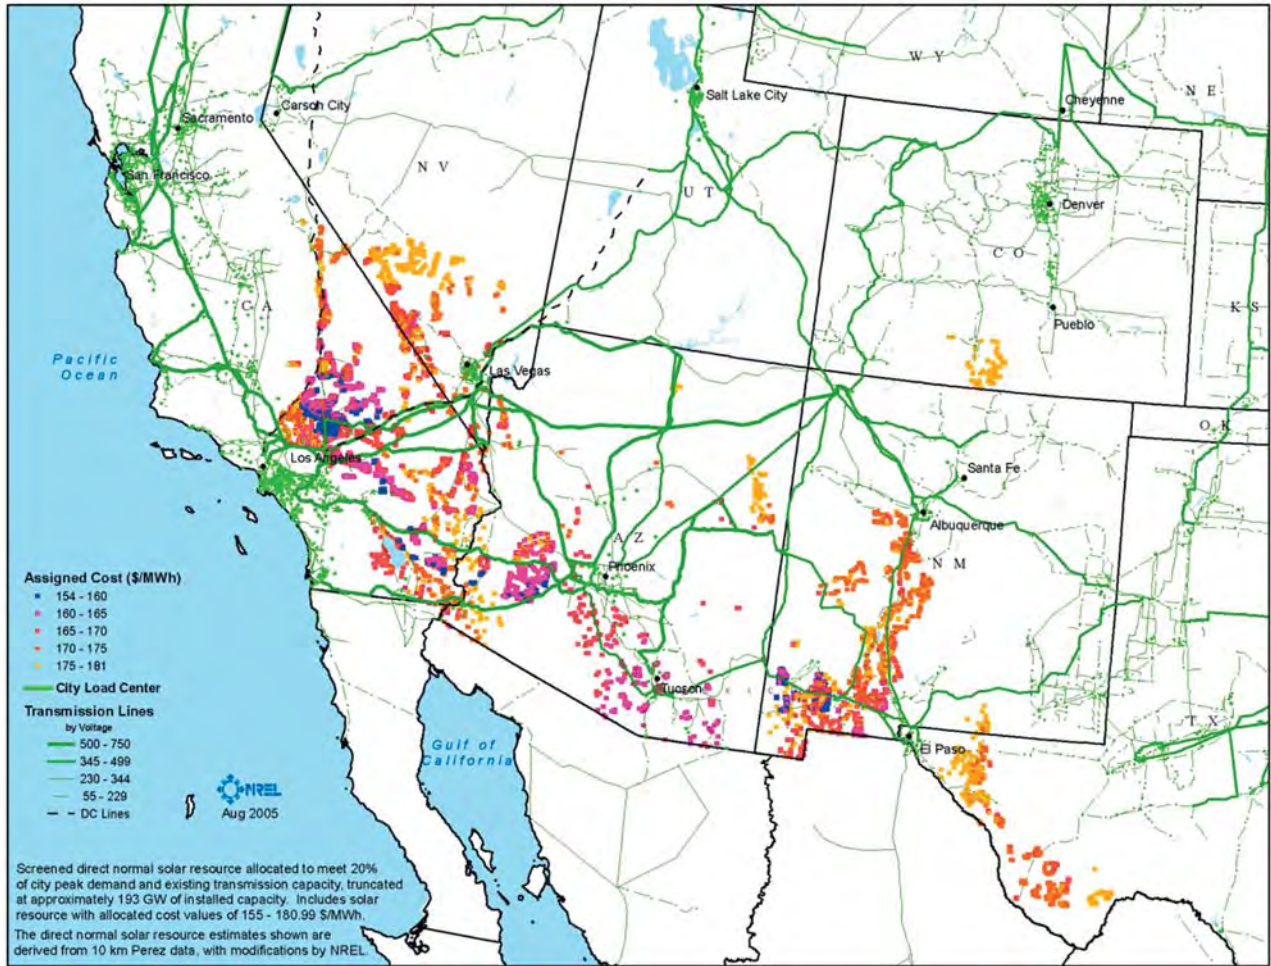 W Y
N E
Salt Lake City
Cheyenne
Carson City
Sacramento
San Francisco
N V
U T
Denver
C O
C A
Pueblo
K S
Pacific
Ocean
Las Vegas
O K
Los Angeles
Santa Fe
Albuquerque
A Z
N M
Phoenix
Tucson
T X
El Paso
Gulf of
California
Assigned Cost ($/MWh)
154 - 160
160 - 165
165 - 170
170 - 175
175 - 181
City Load Center
Transmission Lines
by Voltage
500 - 750
345 - 499
230 - 344
55 - 229
DC Lines
NREL
Aug 2005
Screened direct normal solar resource allocated to meet 20%
of city peak demand and existing transmission capacity, truncated
at approximately 193 GW of installed capacity. Includes solar
resource with allocated cost values of 155 - 180.99 $/MWh.
The direct normal solar resource estimates shown are
derived from 10 km Perez data, with modifications by NREL.